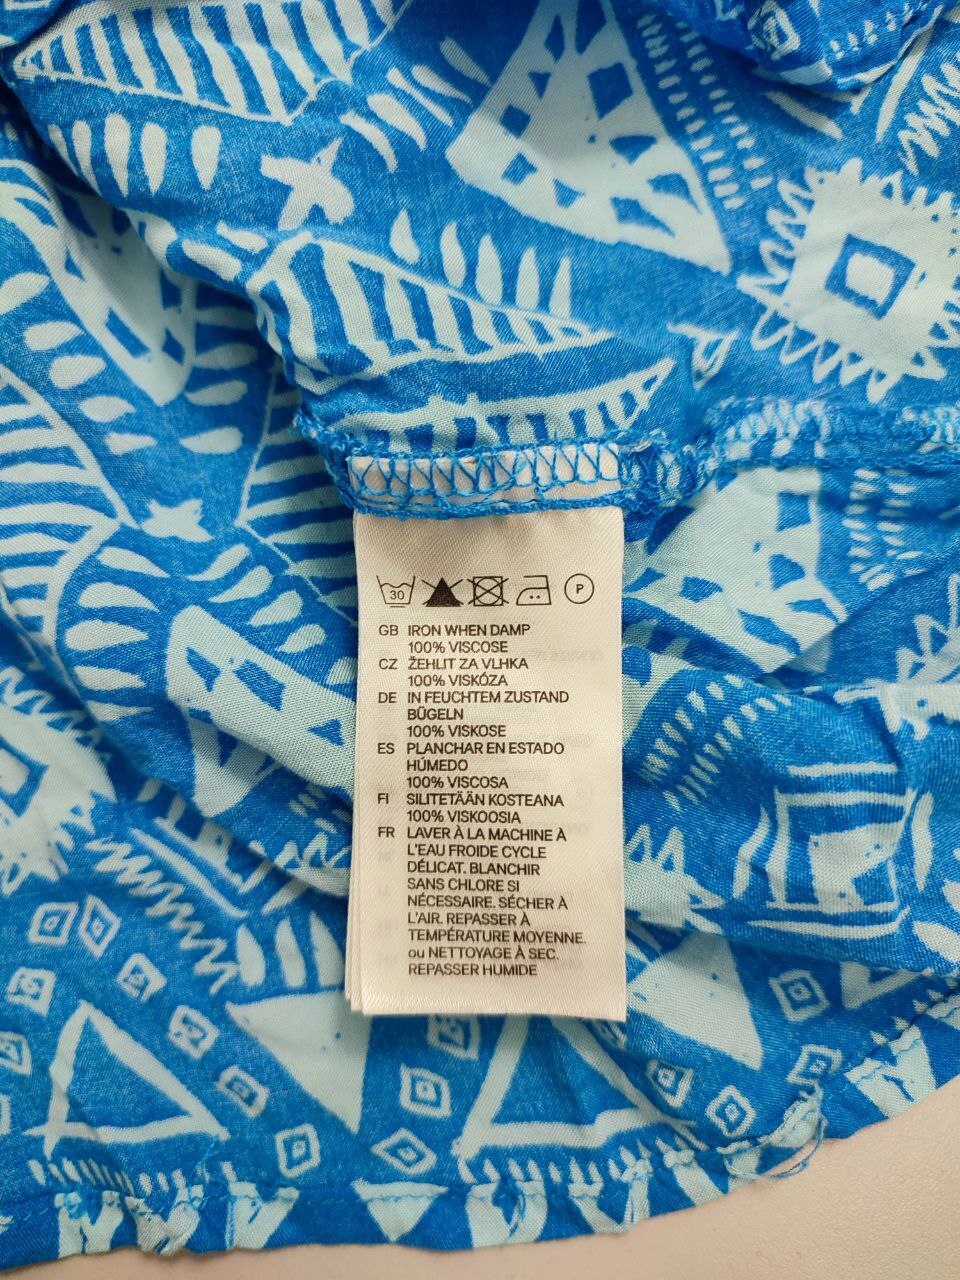 30 P
GB IRON WHEN DAMP
100% VISCOSE
CZ ŽEHLIT ZA VLHKA
100% VISKÓZA
DE IN FEUCHTEM ZUSTAND
BÜGELN
100% VISKOSE
ES PLANCHAR EN ESTADO
HÚMEDO
100% VISCOSA
FI SILITETÄÄN KOSTEANA
100% VISKOOSIA
FR LAVER À LA MACHINE À
L'EAU FROIDE CYCLE
DÉLICAT. BLANCHIR
SANS CHLORE SI
NÉCESSAIRE. SÉCHER À
L'AIR. REPASSER À
TEMPÉRATURE MOYENNE.
ou NETTOYAGE À SEC.
REPASSER HUMIDE